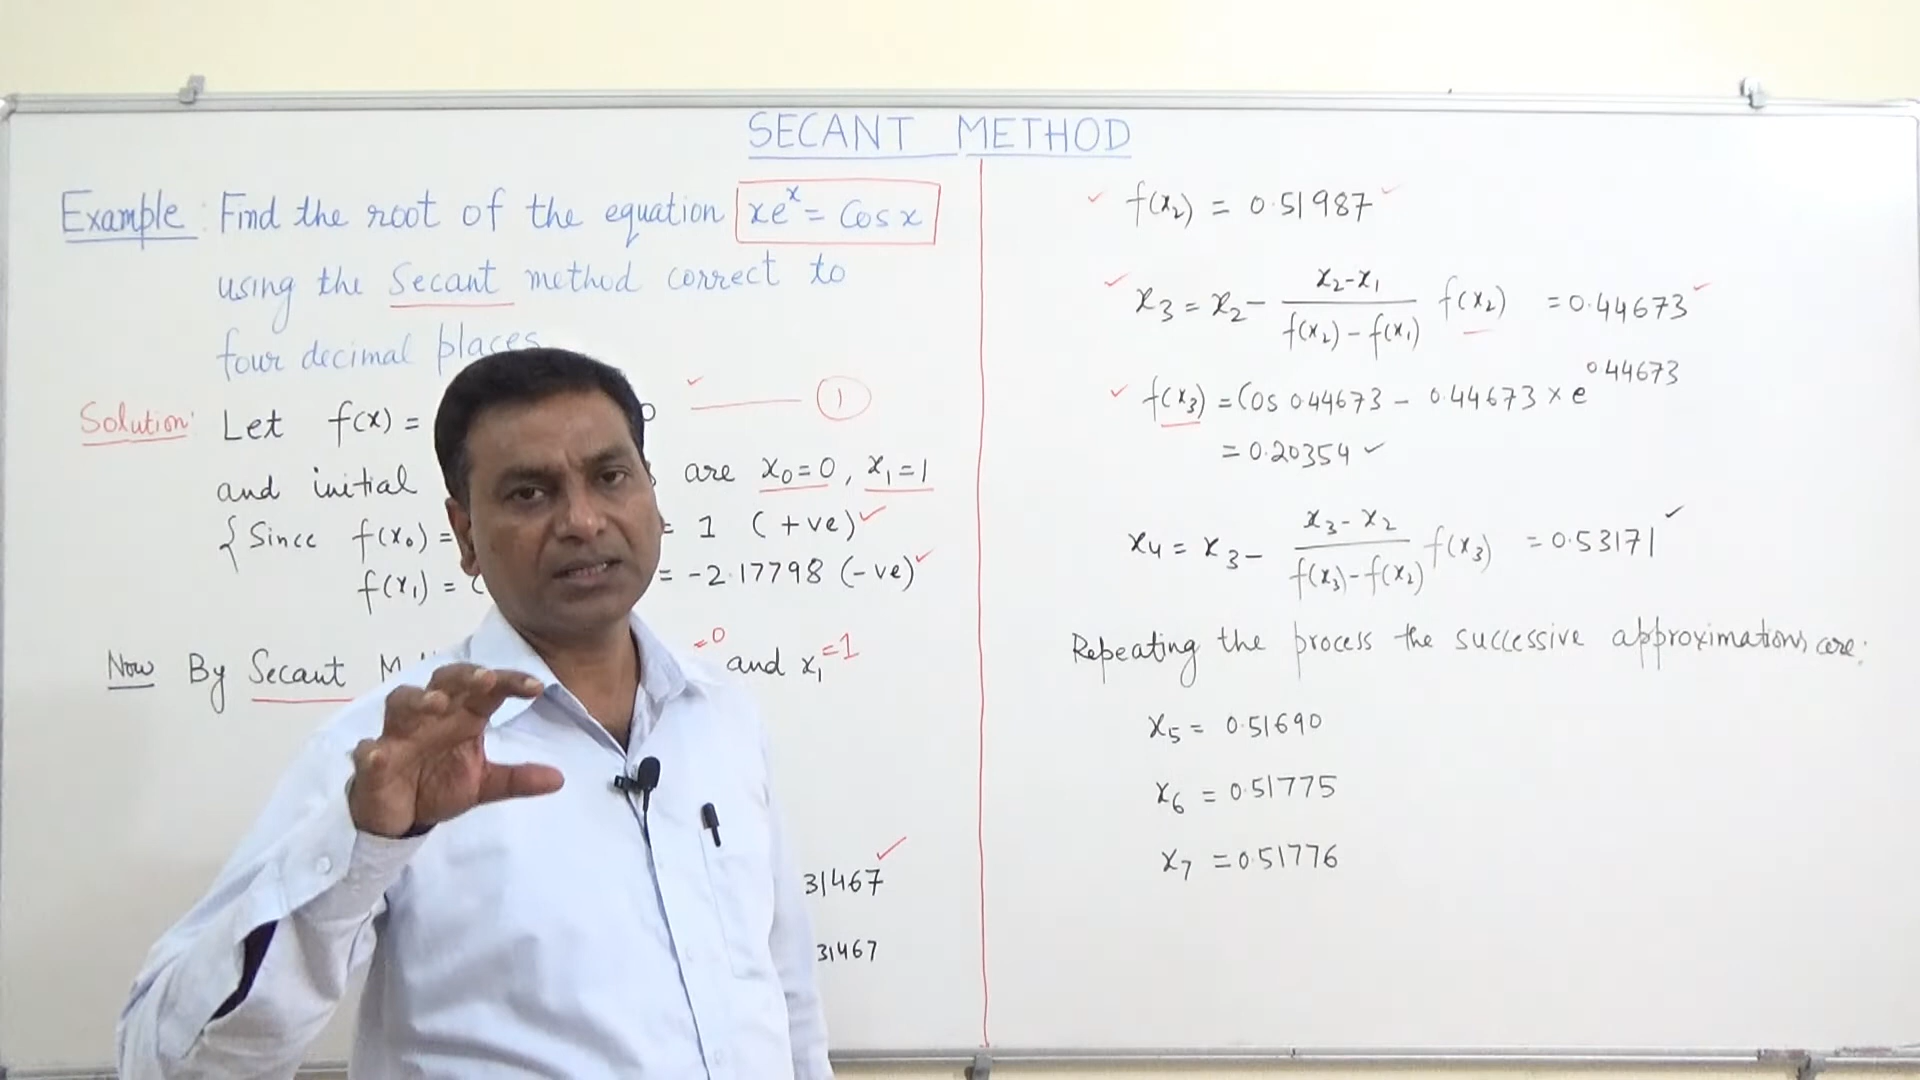 SECANT METHOD
Example: Find the root of the equation xeˣ = Cos x
using the Secant method correct to
four decimal places
Solution: Let f(x) = 0 ——— ①
and initial are x₀=0, x₁=1
{Since f(x₀) = = 1 (+ve) ✓
f(x₁) = ( = -2.17798 (-ve) ✓
Now By Secant =0 and x₁=1
31467 ✓
31467
✓ f(x₂) = 0.51987 ✓
✓ x₃ = x₂ - (x₂-x₁)/(f(x₂)-f(x₁)) f(x₂) = 0.44673 ✓
✓ f(x₃) = Cos 0.44673 - 0.44673 × e^0.44673
= 0.20354 ✓
x₄ = x₃ - (x₃-x₂)/(f(x₃)-f(x₂)) f(x₃) = 0.53171 ✓
Repeating the process the successive approximations are:
x₅ = 0.51690
x₆ = 0.51775
x₇ = 0.51776